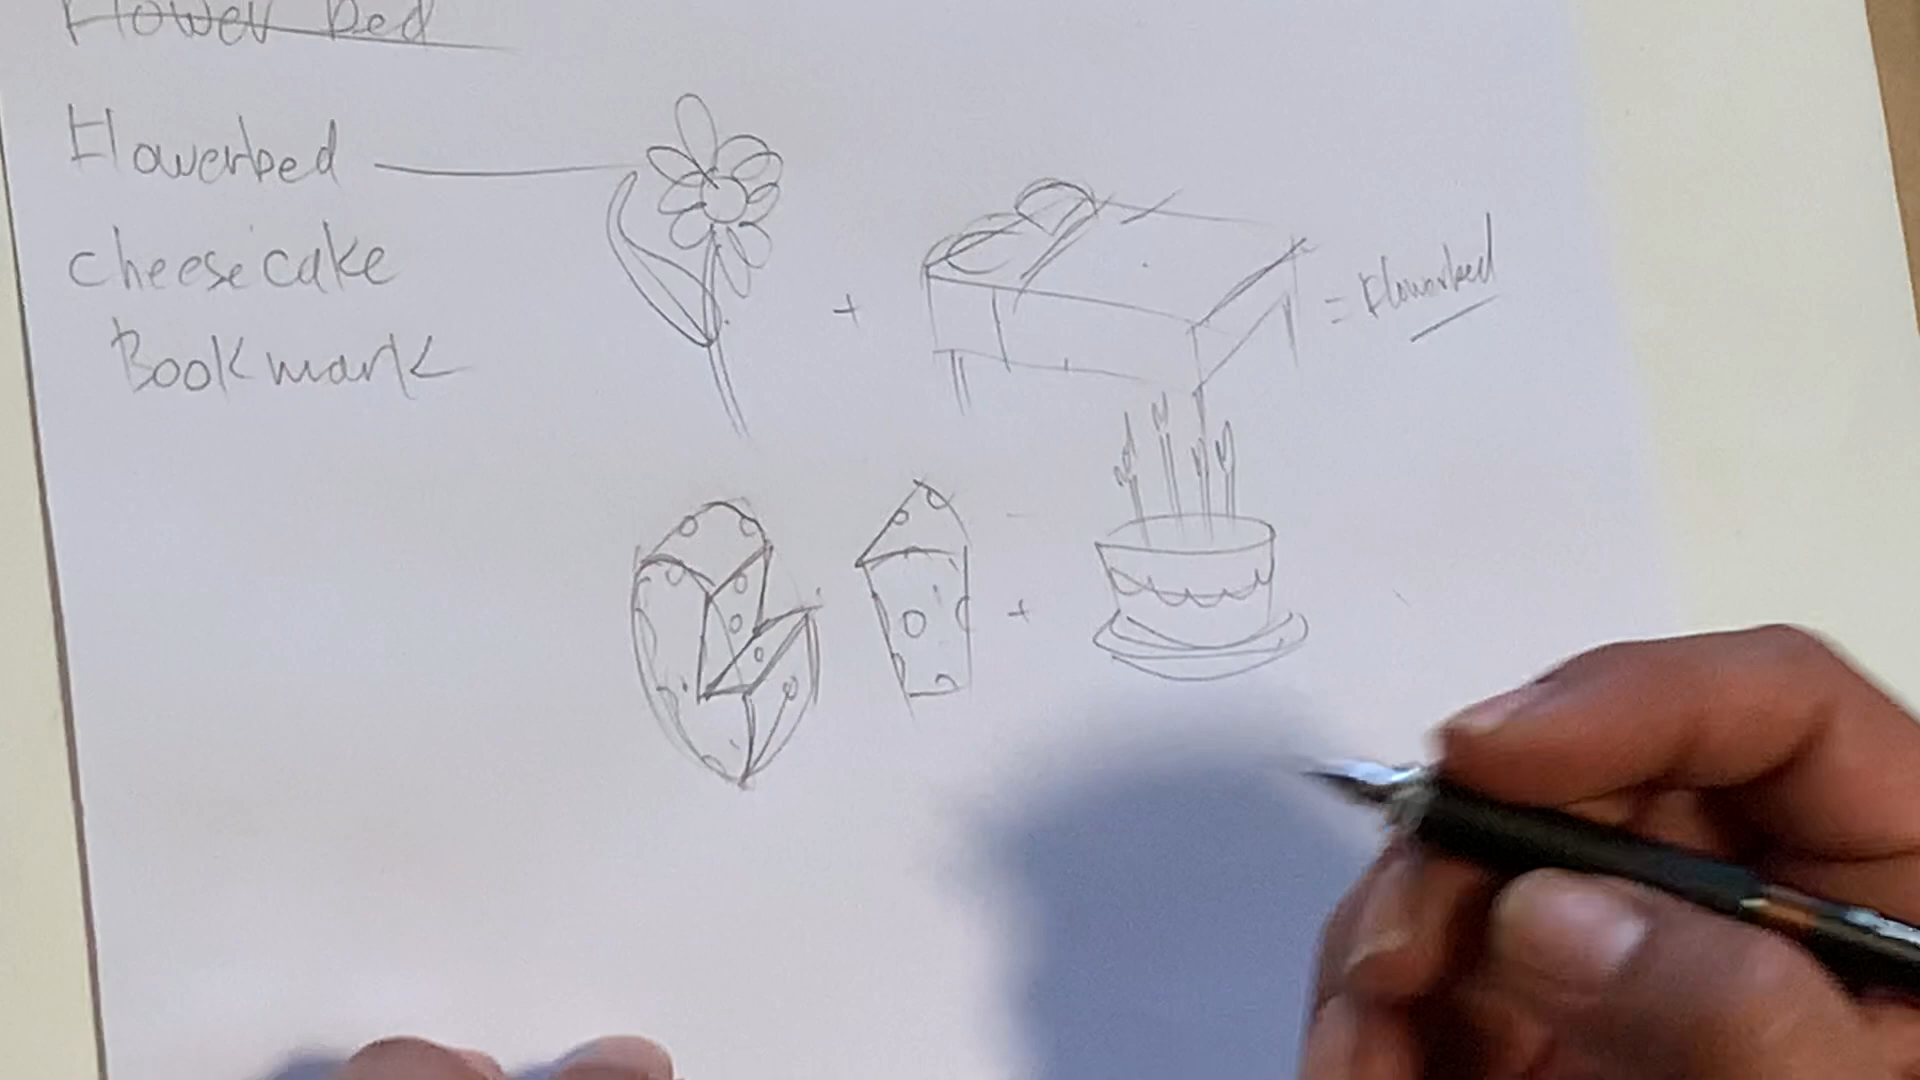 Flower bed
Flowerbed
+
= Flowerbed
cheesecake
Bookmark
+